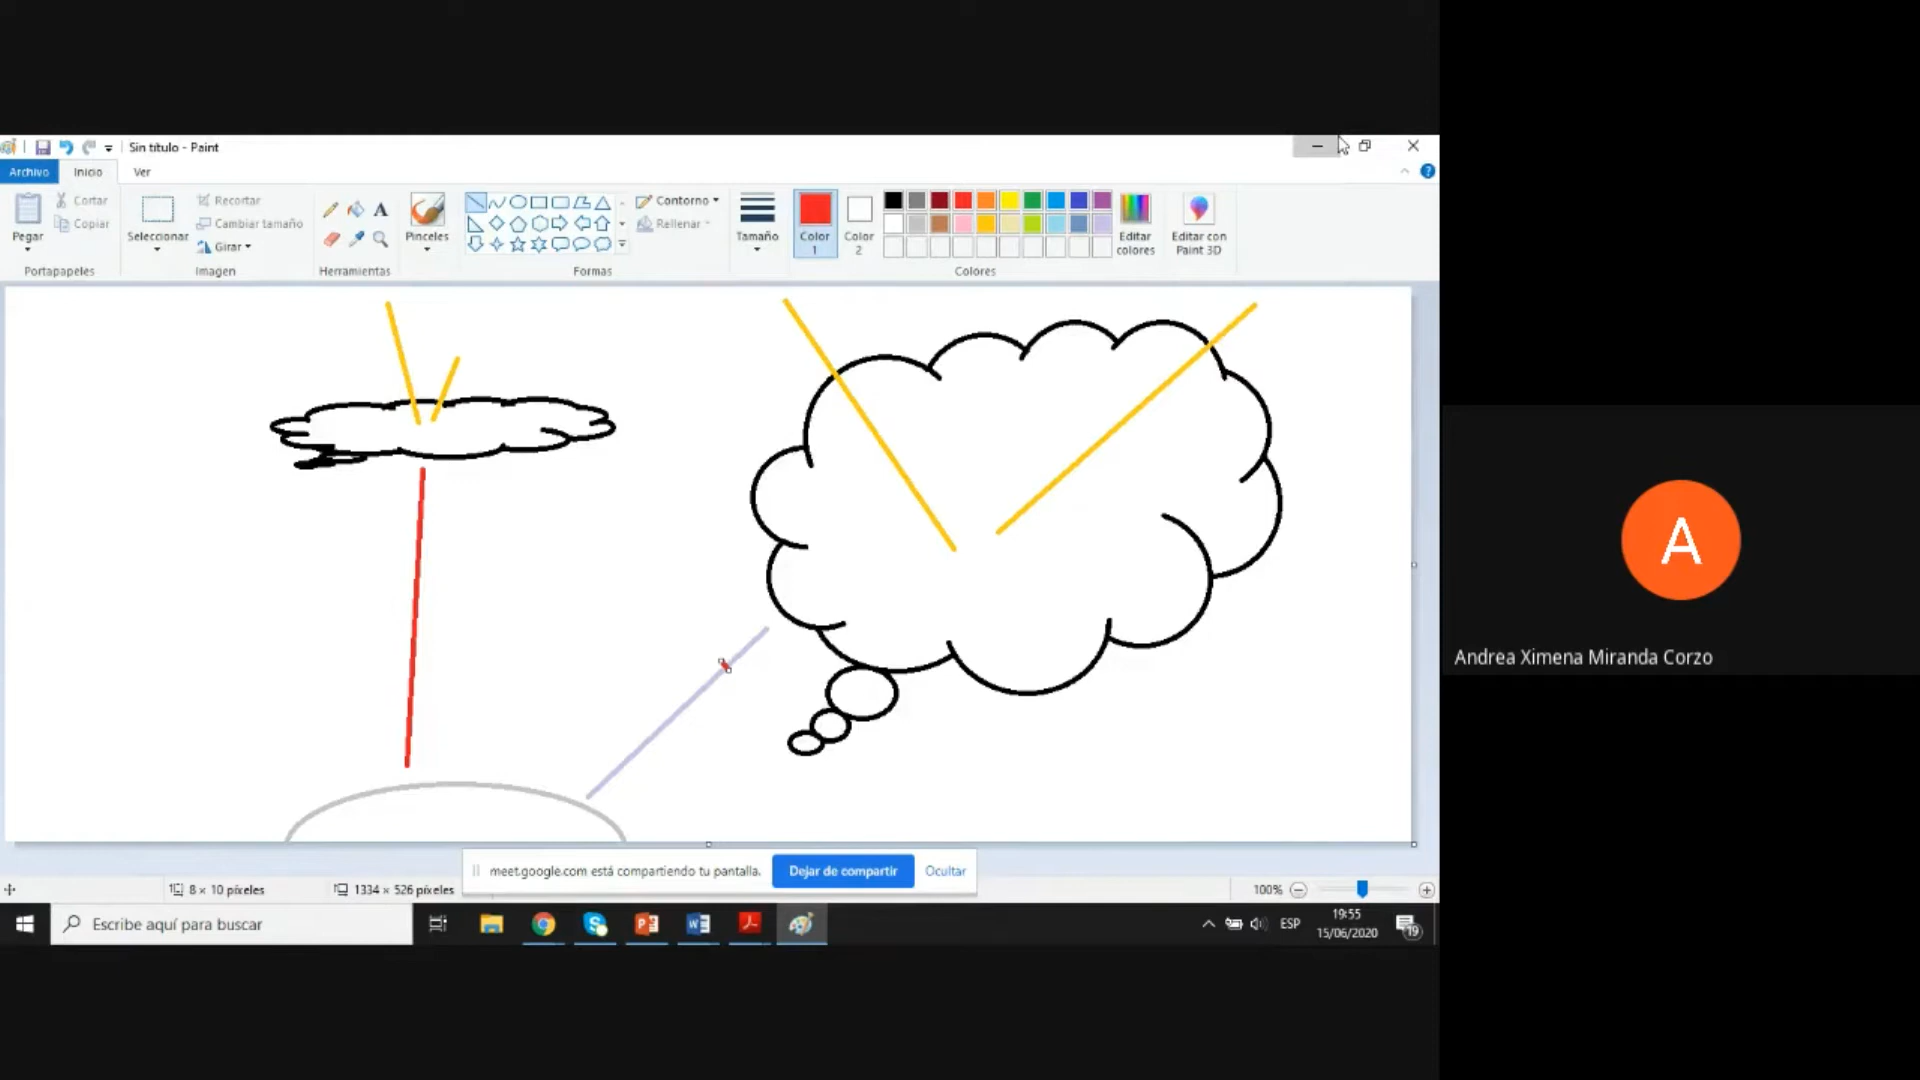 Sin título - Paint
Archivo Inicio Ver
Pegar
Cortar
Copiar
Portapapeles
Seleccionar
Recortar
Cambiar tamaño
Girar
Imagen
A
Herramientas
Pinceles
Contorno
Rellenar
Formas
Tamaño
Color
1
Color
2
Colores
Editar
colores
Editar con
Paint 3D
A
Andrea Ximena Miranda Corzo
meet.google.com está compartiendo tu pantalla. Dejar de compartir Ocultar
8 × 10 píxeles 1334 × 526 píxeles 100%
Escribe aquí para buscar
ESP
19:55
15/06/2020
19